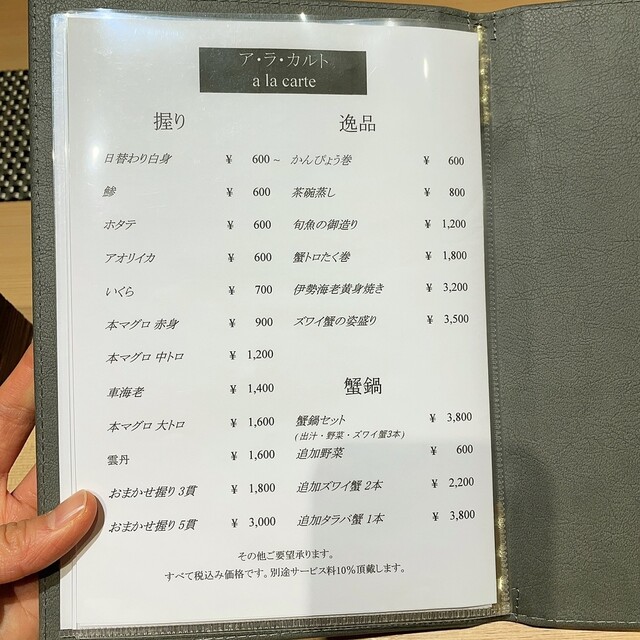 ア・ラ・カルト
a la carte
握り
日替わり白身 ¥ 600～
鯵 ¥ 600
ホタテ ¥ 600
アオリイカ ¥ 600
いくら ¥ 700
本マグロ 赤身 ¥ 900
本マグロ 中トロ ¥ 1,200
車海老 ¥ 1,400
本マグロ 大トロ ¥ 1,600
雲丹 ¥ 1,600
おまかせ握り 3貫 ¥ 1,800
おまかせ握り 5貫 ¥ 3,000
逸品
かんぴょう巻 ¥ 600
茶碗蒸し ¥ 800
旬魚の御造り ¥ 1,200
蟹トロたく巻 ¥ 1,800
伊勢海老黄身焼き ¥ 3,200
ズワイ蟹の姿盛り ¥ 3,500
蟹鍋
蟹鍋セット ¥ 3,800
(出汁・野菜・ズワイ蟹3本)
追加野菜 ¥ 600
追加ズワイ蟹 2本 ¥ 2,200
追加タラバ蟹 1本 ¥ 3,800
その他ご要望承ります。
すべて税込み価格です。別途サービス料10%頂戴します。